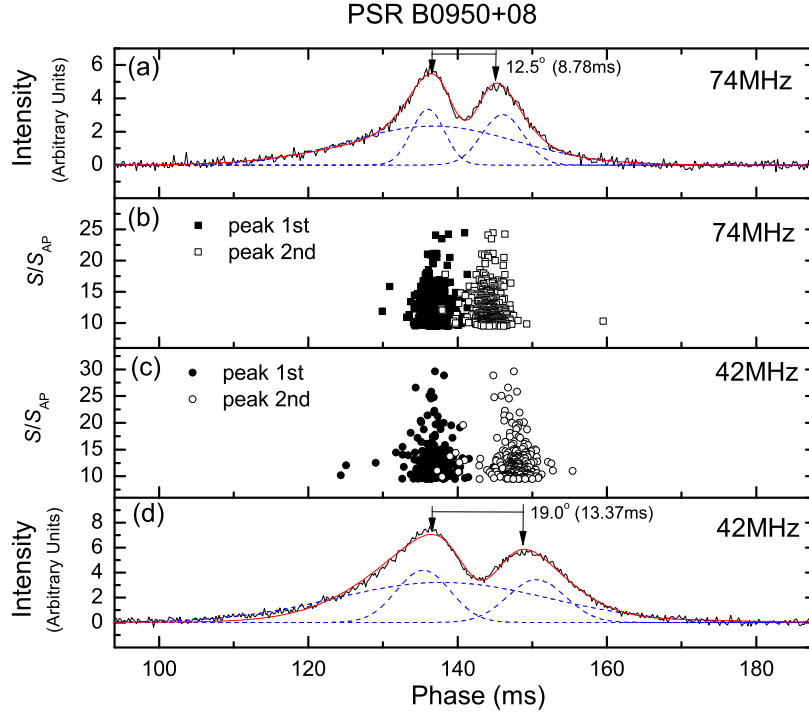 PSR B0950+08
(a)
12.5° (8.78ms)
74MHz
Intensity
(Arbitrary Units)
6
4
2
0
(b)
peak 1st
peak 2nd
74MHz
S/S_AP
25
20
15
10
(c)
peak 1st
peak 2nd
42MHz
S/S_AP
30
25
20
15
10
(d)
19.0° (13.37ms)
42MHz
Intensity
(Arbitrary Units)
8
6
4
2
0
100 120 140 160 180
Phase (ms)